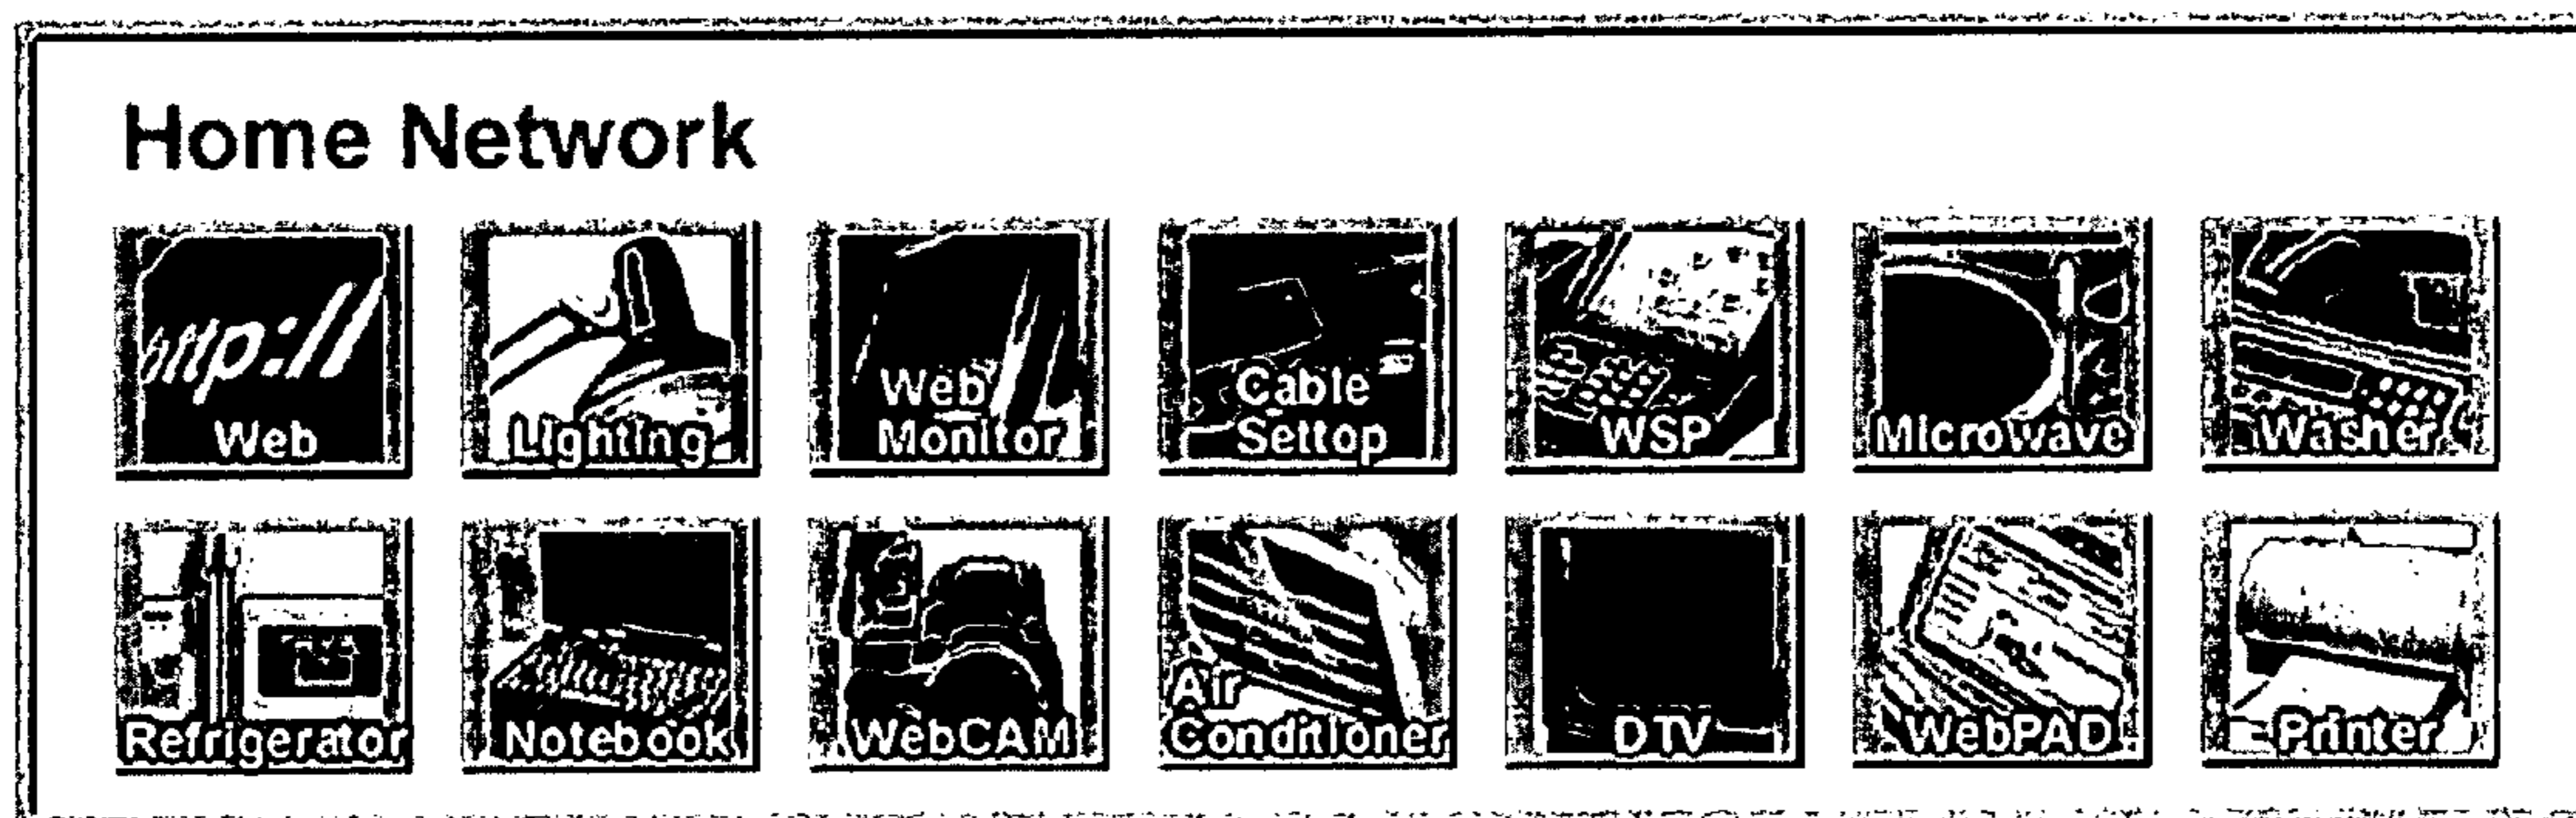 Home Network
http://
Web
Lighting
Web
Monitor
Cable
Settop
WSP
Microwave
Washer
Refrigerator
Notebook
WebCAM
Air
Conditioner
DTV
WebPAD
Printer